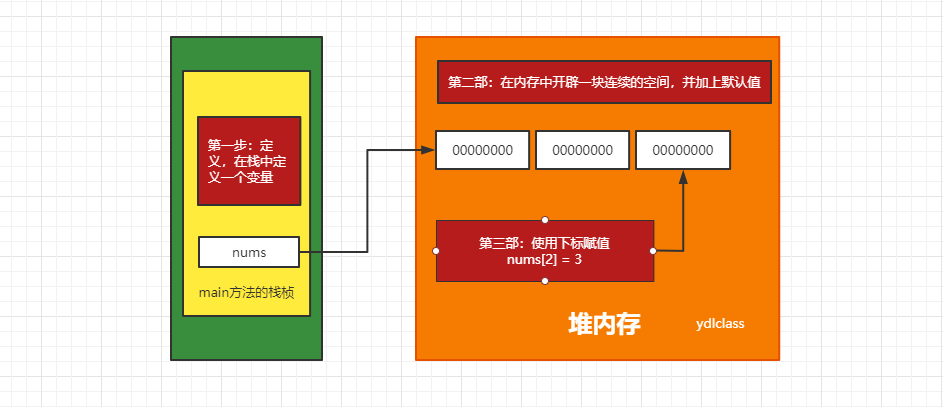 第一步：定
义，在栈中定
义一个变量
nums
main方法的栈桢
第二部：在内存中开辟一块连续的空间，并加上默认值
00000000
00000000
00000000
第三部：使用下标赋值
nums[2] = 3
堆内存
ydlclass